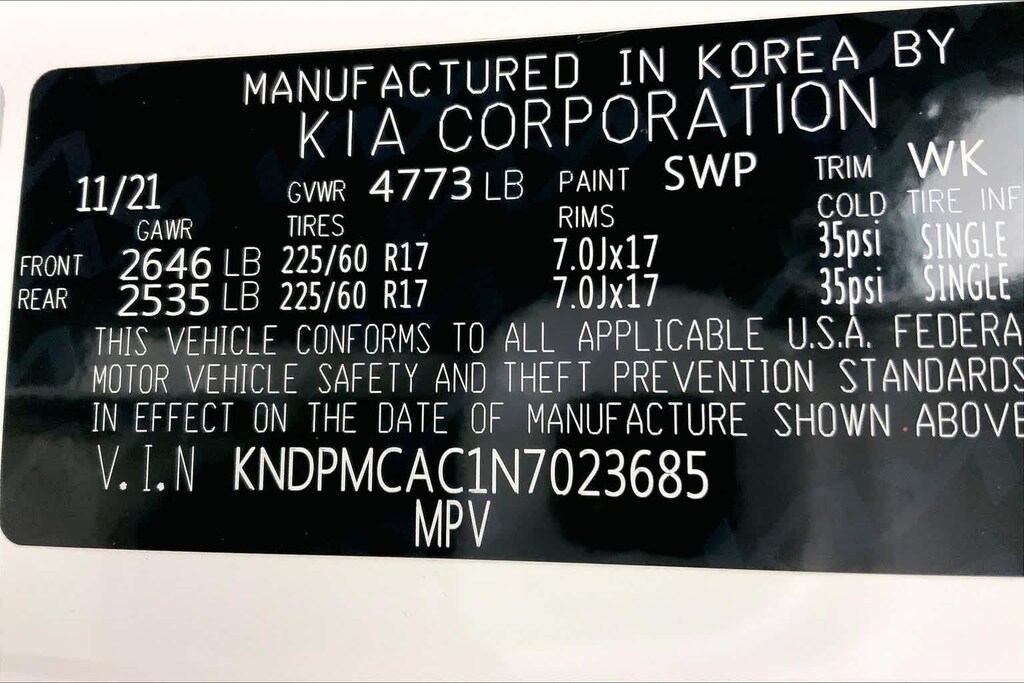 MANUFACTURED IN KOREA BY
KIA CORPORATION
11/21 GVWR 4773 LB PAINT SWP TRIM WK
GAWR TIRES RIMS COLD TIRE INF
FRONT 2646 LB 225/60 R17 7.0Jx17 35psi SINGLE
REAR 2535 LB 225/60 R17 7.0Jx17 35psi SINGLE
THIS VEHICLE CONFORMS TO ALL APPLICABLE U.S.A. FEDERA
MOTOR VEHICLE SAFETY AND THEFT PREVENTION STANDARDS
IN EFFECT ON THE DATE OF MANUFACTURE SHOWN ABOVE
V.I.N KNDPMCAC1N7023685
MPV